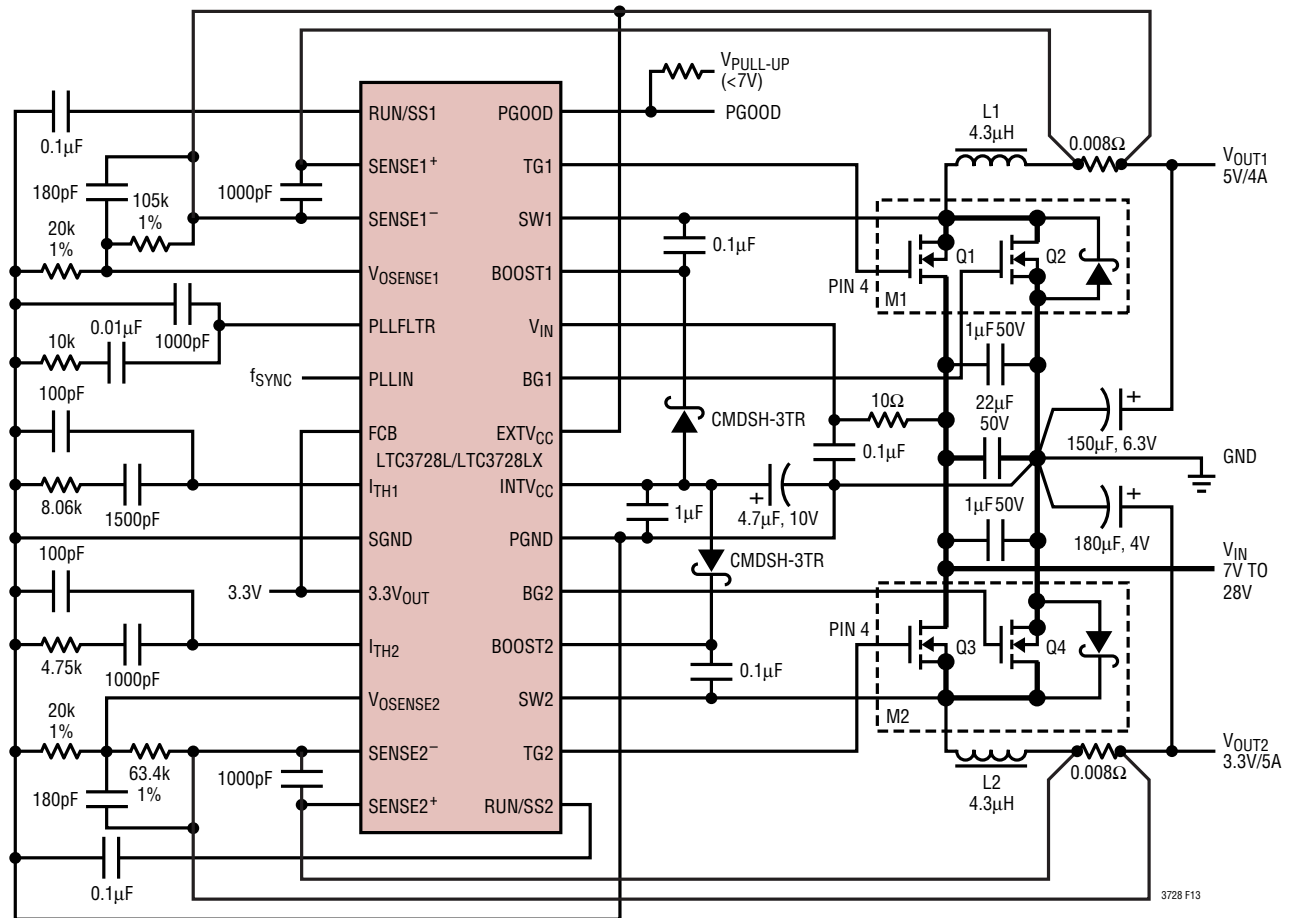 V_PULL-UP
(<7V)
RUN/SS1
PGOOD
PGOOD
L1
4.3µH
0.008Ω
0.1µF
SENSE1+
TG1
V_OUT1
5V/4A
180pF
105k
1%
1000pF
SENSE1−
SW1
20k
1%
0.1µF
Q1
Q2
V_OSENSE1
BOOST1
PIN 4
M1
0.01µF
1000pF
PLLFLTR
V_IN
1µF 50V
10k
f_SYNC
PLLIN
BG1
100pF
10Ω
22µF
50V
CMDSH-3TR
FCB
EXTV_CC
150µF, 6.3V
LTC3728L/LTC3728LX
0.1µF
GND
8.06k
1500pF
I_TH1
INTV_CC
1µF
4.7µF, 10V
1µF 50V
180µF, 4V
SGND
PGND
100pF
CMDSH-3TR
V_IN
7V TO
28V
3.3V
3.3V_OUT
BG2
PIN 4
Q3
Q4
4.75k
1000pF
I_TH2
BOOST2
0.1µF
20k
1%
V_OSENSE2
SW2
M2
63.4k
1%
SENSE2−
TG2
V_OUT2
3.3V/5A
1000pF
L2
4.3µH
0.008Ω
180pF
SENSE2+
RUN/SS2
0.1µF
3728 F13